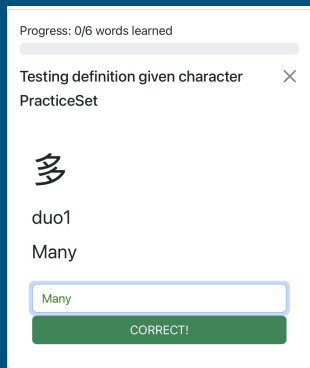 Progress: 0/6 words learned
Testing definition given character
PracticeSet
多
duo1
Many
Many
CORRECT!